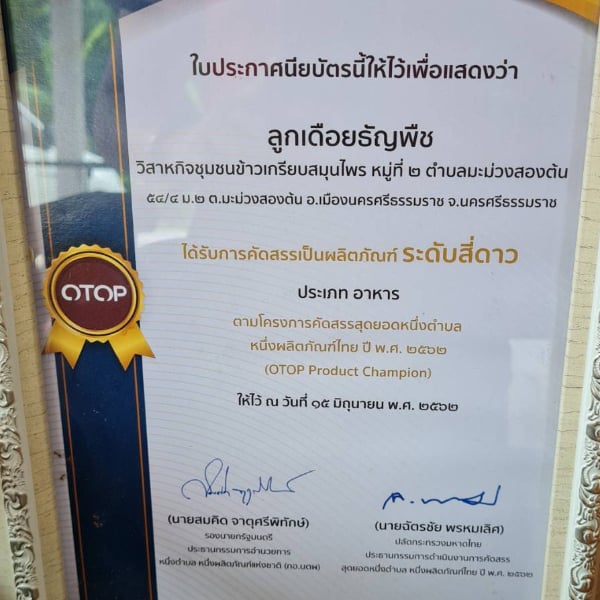 ใบประกาศนียบัตรนี้ให้ไว้เพื่อแสดงว่า
ลูกเดือยธัญพืช
วิสาหกิจชุมชนข้าวเกรียบสมุนไพร หมู่ที่ ๒ ตำบลมะม่วงสองต้น
๕๔/๔ ม.๒ ต.มะม่วงสองต้น อ.เมืองนครศรีธรรมราช จ.นครศรีธรรมราช
ได้รับการคัดสรรเป็นผลิตภัณฑ์ ระดับสี่ดาว
OTOP
ประเภท อาหาร
ตามโครงการคัดสรรสุดยอดหนึ่งตำบล
หนึ่งผลิตภัณฑ์ไทย ปี พ.ศ. ๒๕๖๒
(OTOP Product Champion)
ให้ไว้ ณ วันที่ ๑๕ มิถุนายน พ.ศ. ๒๕๖๒
(นายสมคิด จาตุศรีพิทักษ์)
รองนายกรัฐมนตรี
ประธานกรรมการอำนวยการ
หนึ่งตำบล หนึ่งผลิตภัณฑ์แห่งชาติ (กอ.นตผ)
(นายฉัตรชัย พรหมเลิศ)
ปลัดกระทรวงมหาดไทย
ประธานกรรมการดำเนินงานการคัดสรร
สุดยอดหนึ่งตำบล หนึ่งผลิตภัณฑ์ไทย ปี พ.ศ. ๒๕๖๒